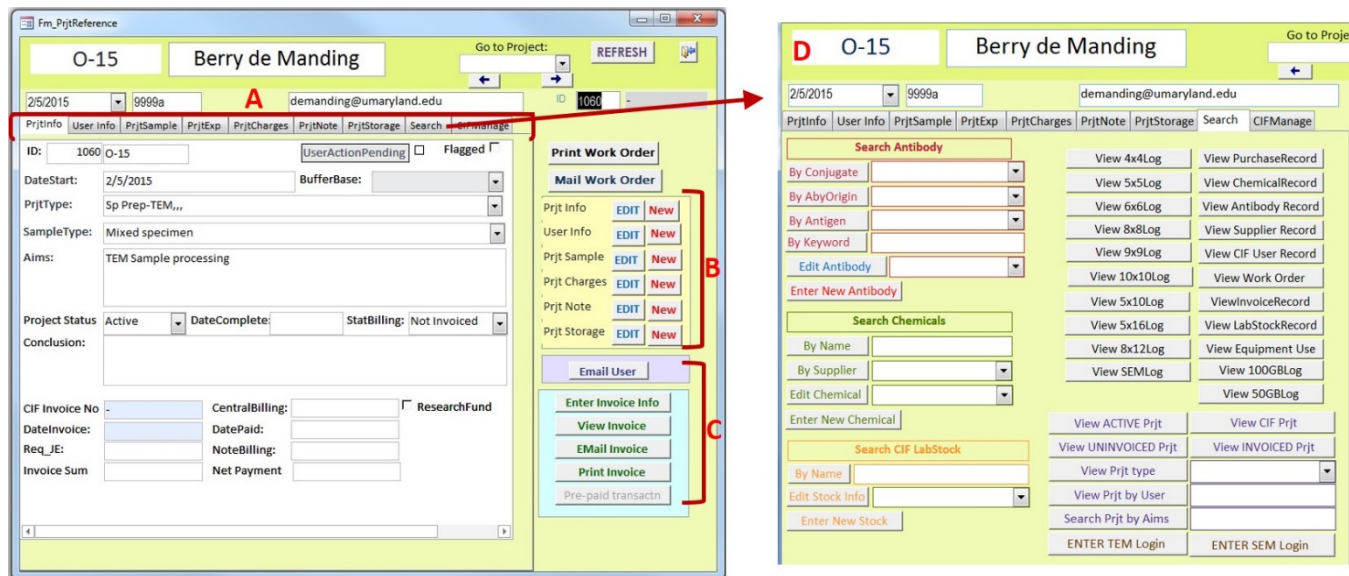 Fm_PrjtReference
O-15 Berry de Manding Go to Project: REFRESH
2/5/2015 9999a A demanding@umaryland.edu ID 1060 -
PrjtInfo User Info PrjtSample PrjtExp PrjtCharges PrjtNote PrjtStorage Search CIFManage
ID: 1060 O-15 UserActionPending Flagged
DateStart: 2/5/2015 BufferBase:
PrjtType: Sp Prep-TEM,,,
SampleType: Mixed specimen
Aims: TEM Sample processing
Project Status Active DateComplete: StatBilling: Not Invoiced
Conclusion:
CIF Invoice No - CentralBilling: ResearchFund
DateInvoice: DatePaid:
Req_JE: NoteBilling:
Invoice Sum Net Payment
Print Work Order
Mail Work Order
Prjt Info EDIT New
User Info EDIT New
Prjt Sample EDIT New
B
Prjt Charges EDIT New
Prjt Note EDIT New
Prjt Storage EDIT New
Email User
Enter Invoice Info
View Invoice
C
EMail Invoice
Print Invoice
Pre-paid transactn
D O-15 Berry de Manding Go to Proje
2/5/2015 9999a demanding@umaryland.edu
PrjtInfo User Info PrjtSample PrjtExp PrjtCharges PrjtNote PrjtStorage Search CIFManage
Search Antibody
By Conjugate
By AbyOrigin
By Antigen
By Keyword
Edit Antibody
Enter New Antibody
Search Chemicals
By Name
By Supplier
Edit Chemical
Enter New Chemical
Search CIF LabStock
By Name
Edit Stock Info
Enter New Stock
View 4x4Log View PurchaseRecord
View 5x5Log View ChemicalRecord
View 6x6Log View Antibody Record
View 8x8Log View Supplier Record
View 9x9Log View CIF User Record
View 10x10Log View Work Order
View 5x10Log ViewInvoiceRecord
View 5x16Log View LabStockRecord
View 8x12Log View Equipment Use
View SEMLog View 100GBLog
View 50GBLog
View ACTIVE Prjt View CIF Prjt
View UNINVOICED Prjt View INVOICED Prjt
View Prjt type
View Prjt by User
Search Prjt by Aims
ENTER TEM Login ENTER SEM Login